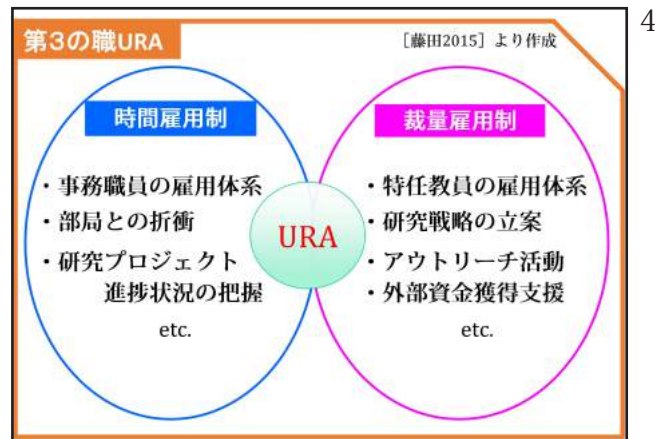 4
第3の職URA
［藤田2015］より作成
時間雇用制
・事務職員の雇用体系
・部局との折衝
・研究プロジェクト
進捗状況の把握
etc.
URA
裁量雇用制
・特任教員の雇用体系
・研究戦略の立案
・アウトリーチ活動
・外部資金獲得支援
etc.